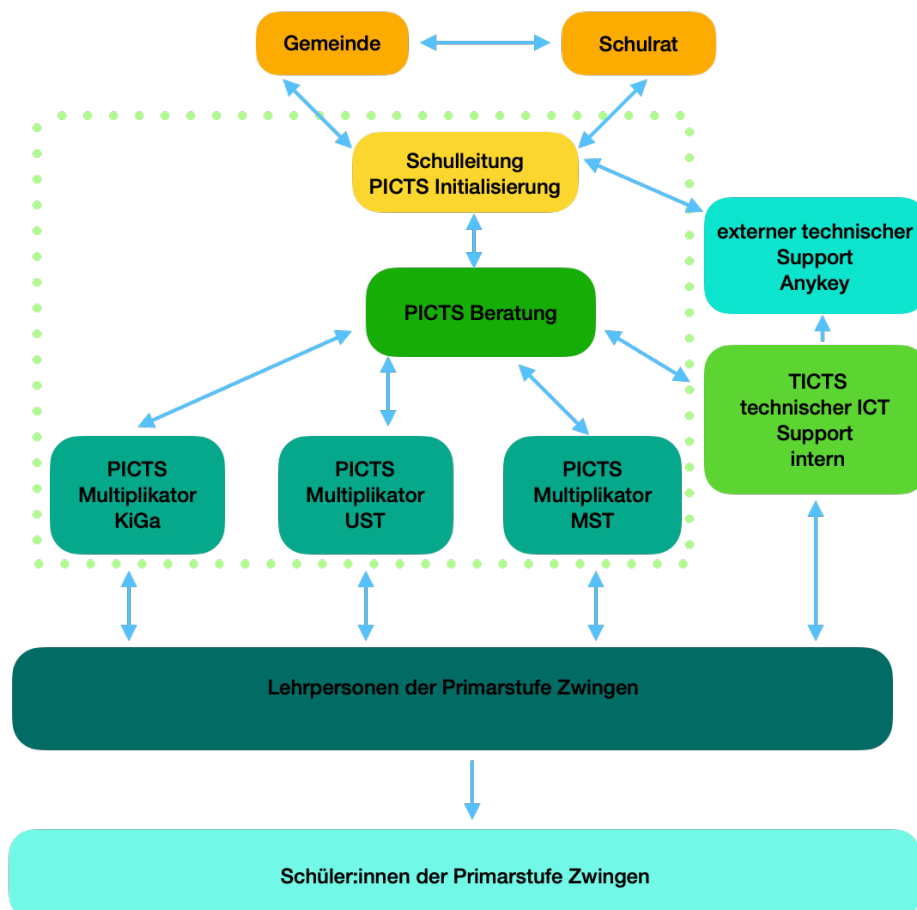 Gemeinde
Schulrat
Schulleitung
PICTS Initialisierung
externer technischer
Support
Anykey
PICTS Beratung
TICTS
technischer ICT
Support
intern
PICTS
Multiplikator
KiGa
PICTS
Multiplikator
UST
PICTS
Multiplikator
MST
Lehrpersonen der Primarstufe Zwingen
Schüler:innen der Primarstufe Zwingen